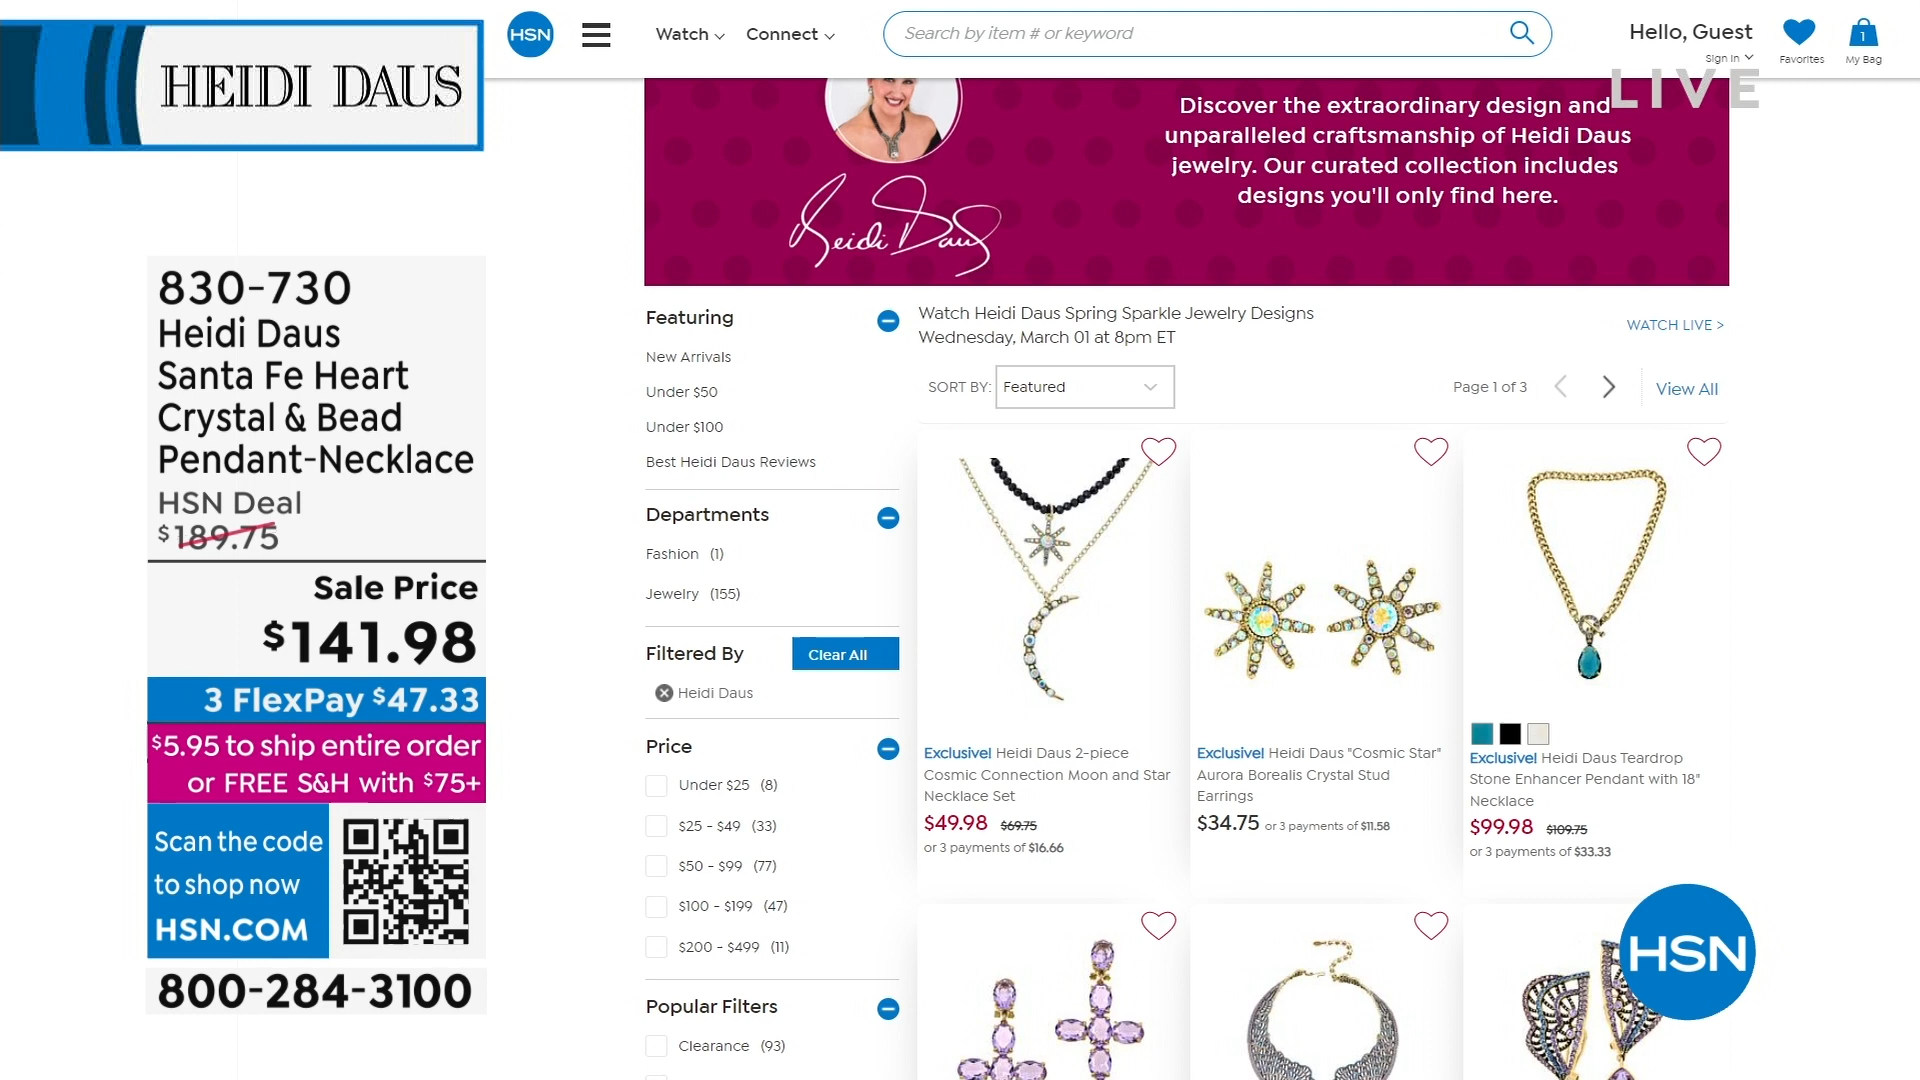 HEIDI DAUS
HSN
Watch
Connect
Search by item # or keyword
Hello, Guest
Sign In
Favorites
1
My Bag
LIVE
Discover the extraordinary design and
unparalleled craftsmanship of Heidi Daus
jewelry. Our curated collection includes
designs you'll only find here.
Heidi Daus
830-730
Heidi Daus
Santa Fe Heart
Crystal & Bead
Pendant-Necklace
HSN Deal
$189.75
Sale Price
$141.98
3 FlexPay $47.33
$5.95 to ship entire order
or FREE S&H with $75+
Scan the code
to shop now
HSN.COM
800-284-3100
Featuring
New Arrivals
Under $50
Under $100
Best Heidi Daus Reviews
Departments
Fashion (1)
Jewelry (155)
Filtered By
Clear All
Heidi Daus
Price
Under $25 (8)
$25 - $49 (33)
$50 - $99 (77)
$100 - $199 (47)
$200 - $499 (11)
Popular Filters
Clearance (93)
Watch Heidi Daus Spring Sparkle Jewelry Designs
Wednesday, March 01 at 8pm ET
WATCH LIVE >
SORT BY: Featured
Page 1 of 3
View All
Exclusive! Heidi Daus 2-piece
Cosmic Connection Moon and Star
Necklace Set
$49.98 $69.75
or 3 payments of $16.66
Exclusive! Heidi Daus "Cosmic Star"
Aurora Borealis Crystal Stud
Earrings
$34.75 or 3 payments of $11.58
Exclusive! Heidi Daus Teardrop
Stone Enhancer Pendant with 18"
Necklace
$99.98 $109.75
or 3 payments of $33.33
HSN